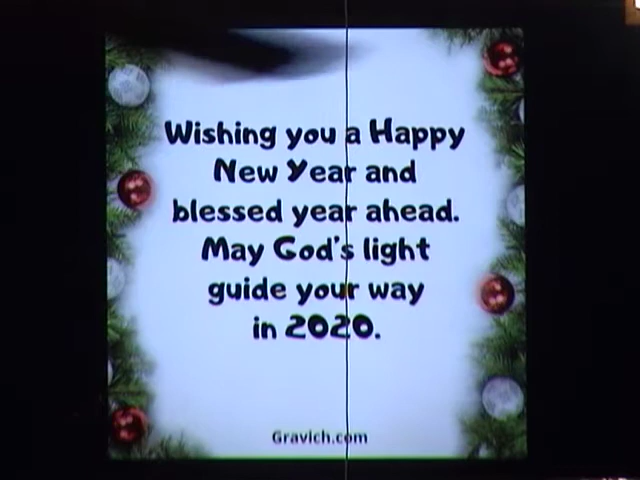 Wishing you a Happy
New Year and
blessed year ahead.
May God's light
guide your way
in 2020.
Gravich.com